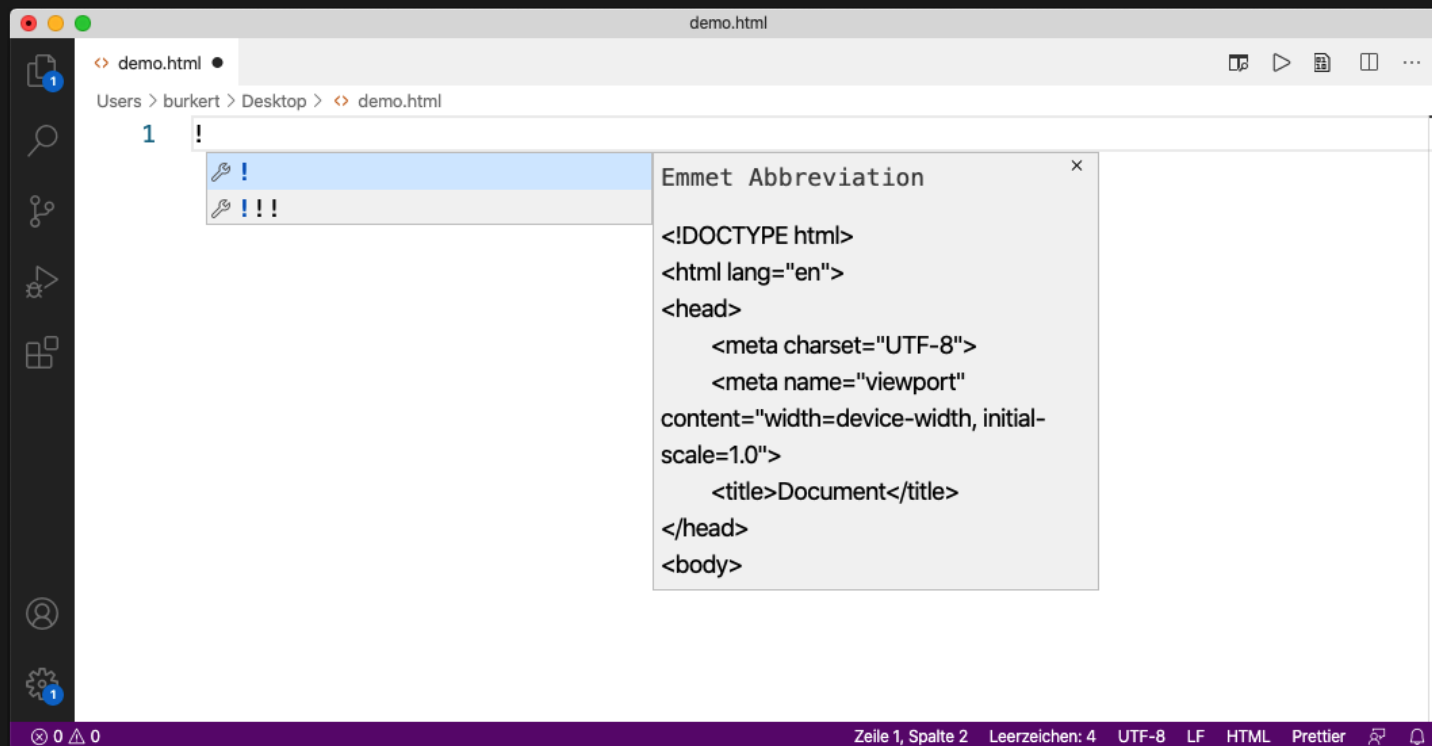 demo.html
demo.html
Users > burkert > Desktop > <> demo.html
1 !
!
!!!
Emmet Abbreviation
<!DOCTYPE html>
<html lang="en">
<head>
<meta charset="UTF-8">
<meta name="viewport"
content="width=device-width, initial-
scale=1.0">
<title>Document</title>
</head>
<body>
1
1
0 0 Zeile 1, Spalte 2 Leerzeichen: 4 UTF-8 LF HTML Prettier